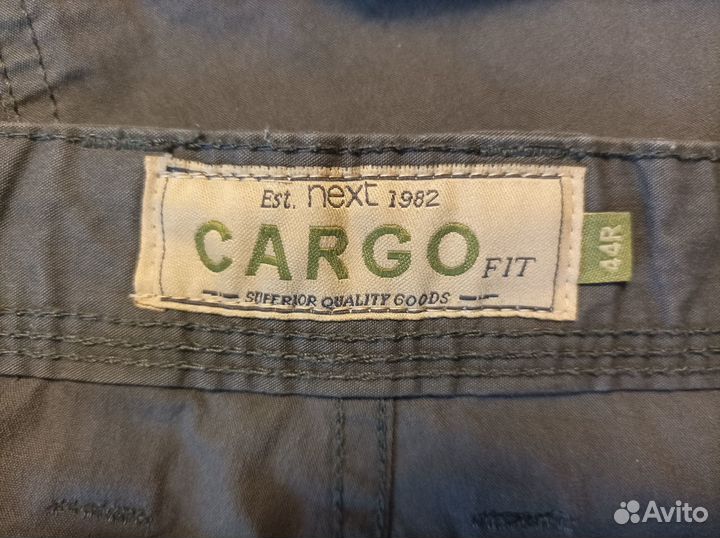 Est. next 1982
CARGO FIT
SUPERIOR QUALITY GOODS
44R
Avito